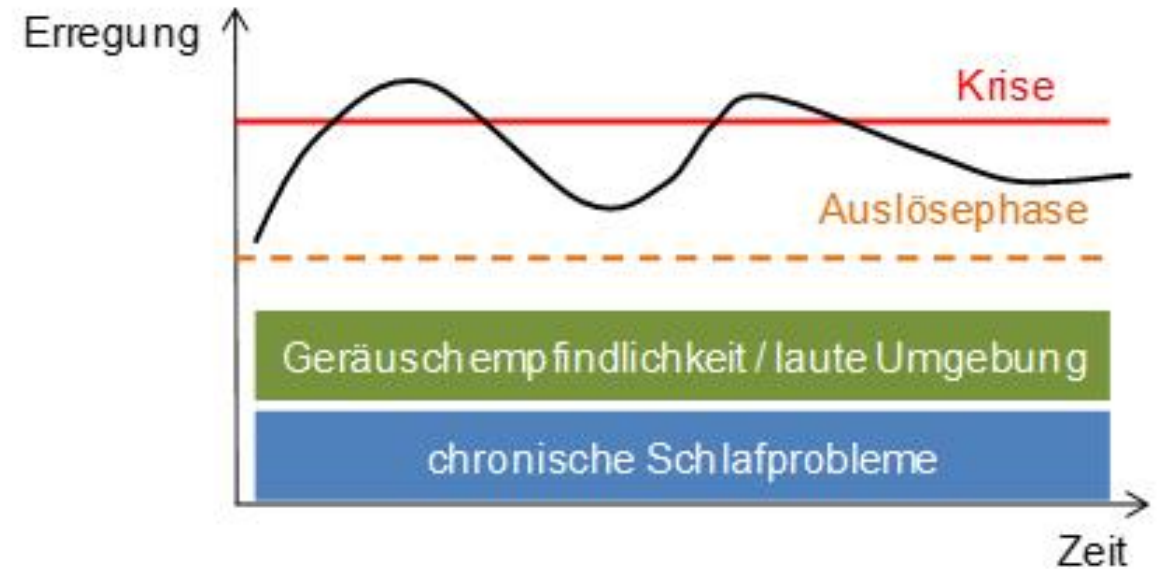 Erregung
Krise
Auslösephase
Geräuschempfindlichkeit / laute Umgebung
chronische Schlafprobleme
Zeit